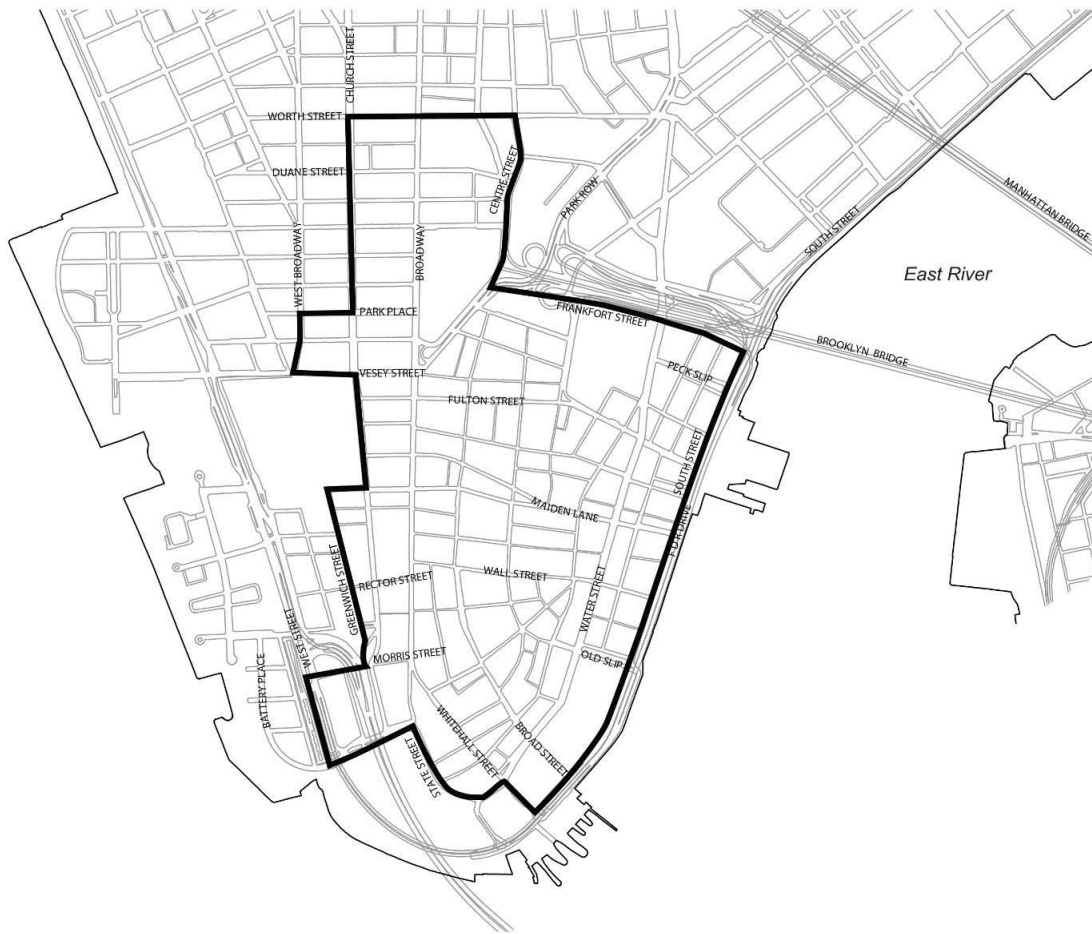 CHURCH STREET
WORTH STREET
DUANE STREET
CENTRE STREET
PARK ROW
MANHATTAN BRIDGE
SOUTH STREET
WEST BROADWAY
BROADWAY
East River
PARK PLACE
FRANKFORT STREET
BROOKLYN BRIDGE
VESEY STREET
PECK SLIP
FULTON STREET
SOUTH STREET
MAIDEN LANE
F D R DRIVE
GREENWICH STREET
RECTOR STREET
WALL STREET
WATER STREET
WEST STREET
MORRIS STREET
OLD SLIP
BATTERY PLACE
STATE STREET
WHITEHALL STREET
BROAD STREET